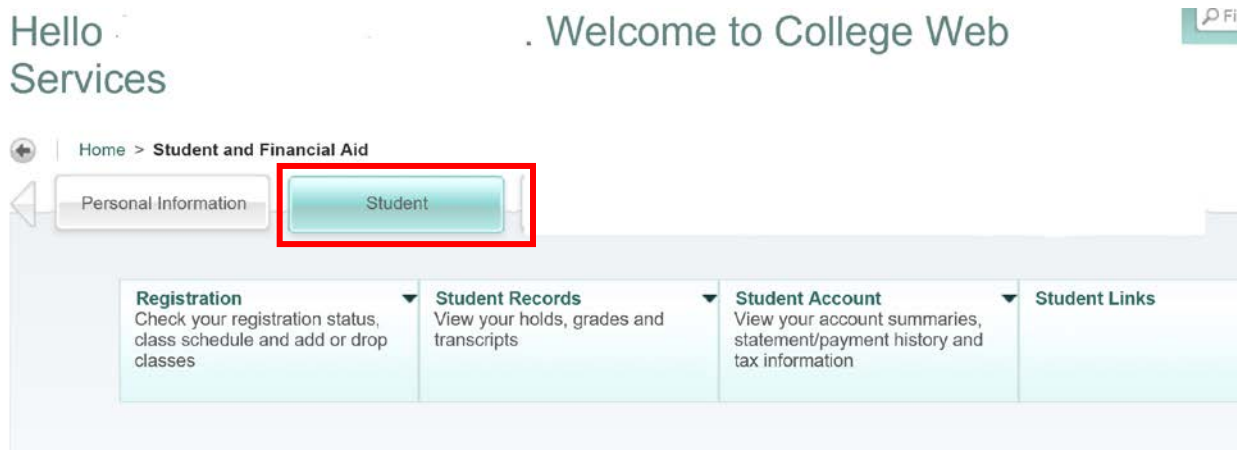 Hello . Welcome to College Web
Services
Home > Student and Financial Aid
Personal Information
Student
Registration
Check your registration status,
class schedule and add or drop
classes
Student Records
View your holds, grades and
transcripts
Student Account
View your account summaries,
statement/payment history and
tax information
Student Links